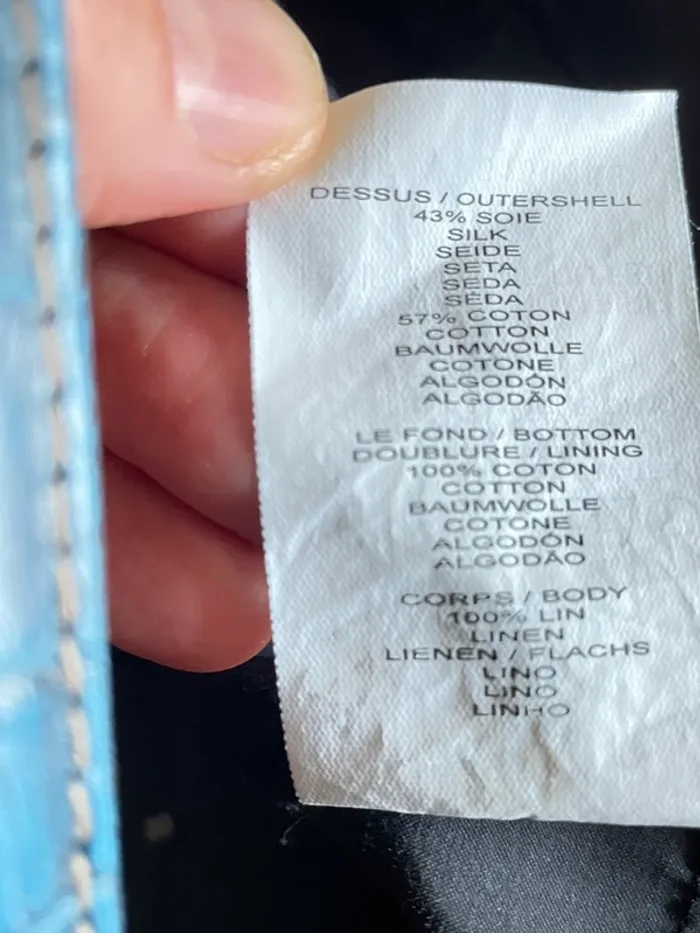 DESSUS / OUTERSHELL
43% SOIE
SILK
SEIDE
SETA
SEDA
SÊDA
57% COTON
COTTON
BAUMWOLLE
COTONE
ALGODÓN
ALGODÃO
LE FOND / BOTTOM
DOUBLURE / LINING
100% COTON
COTTON
BAUMWOLLE
COTONE
ALGODÓN
ALGODÃO
CORPS / BODY
100% LIN
LINEN
LIENEN / FLACHS
LINO
LINO
LINHO